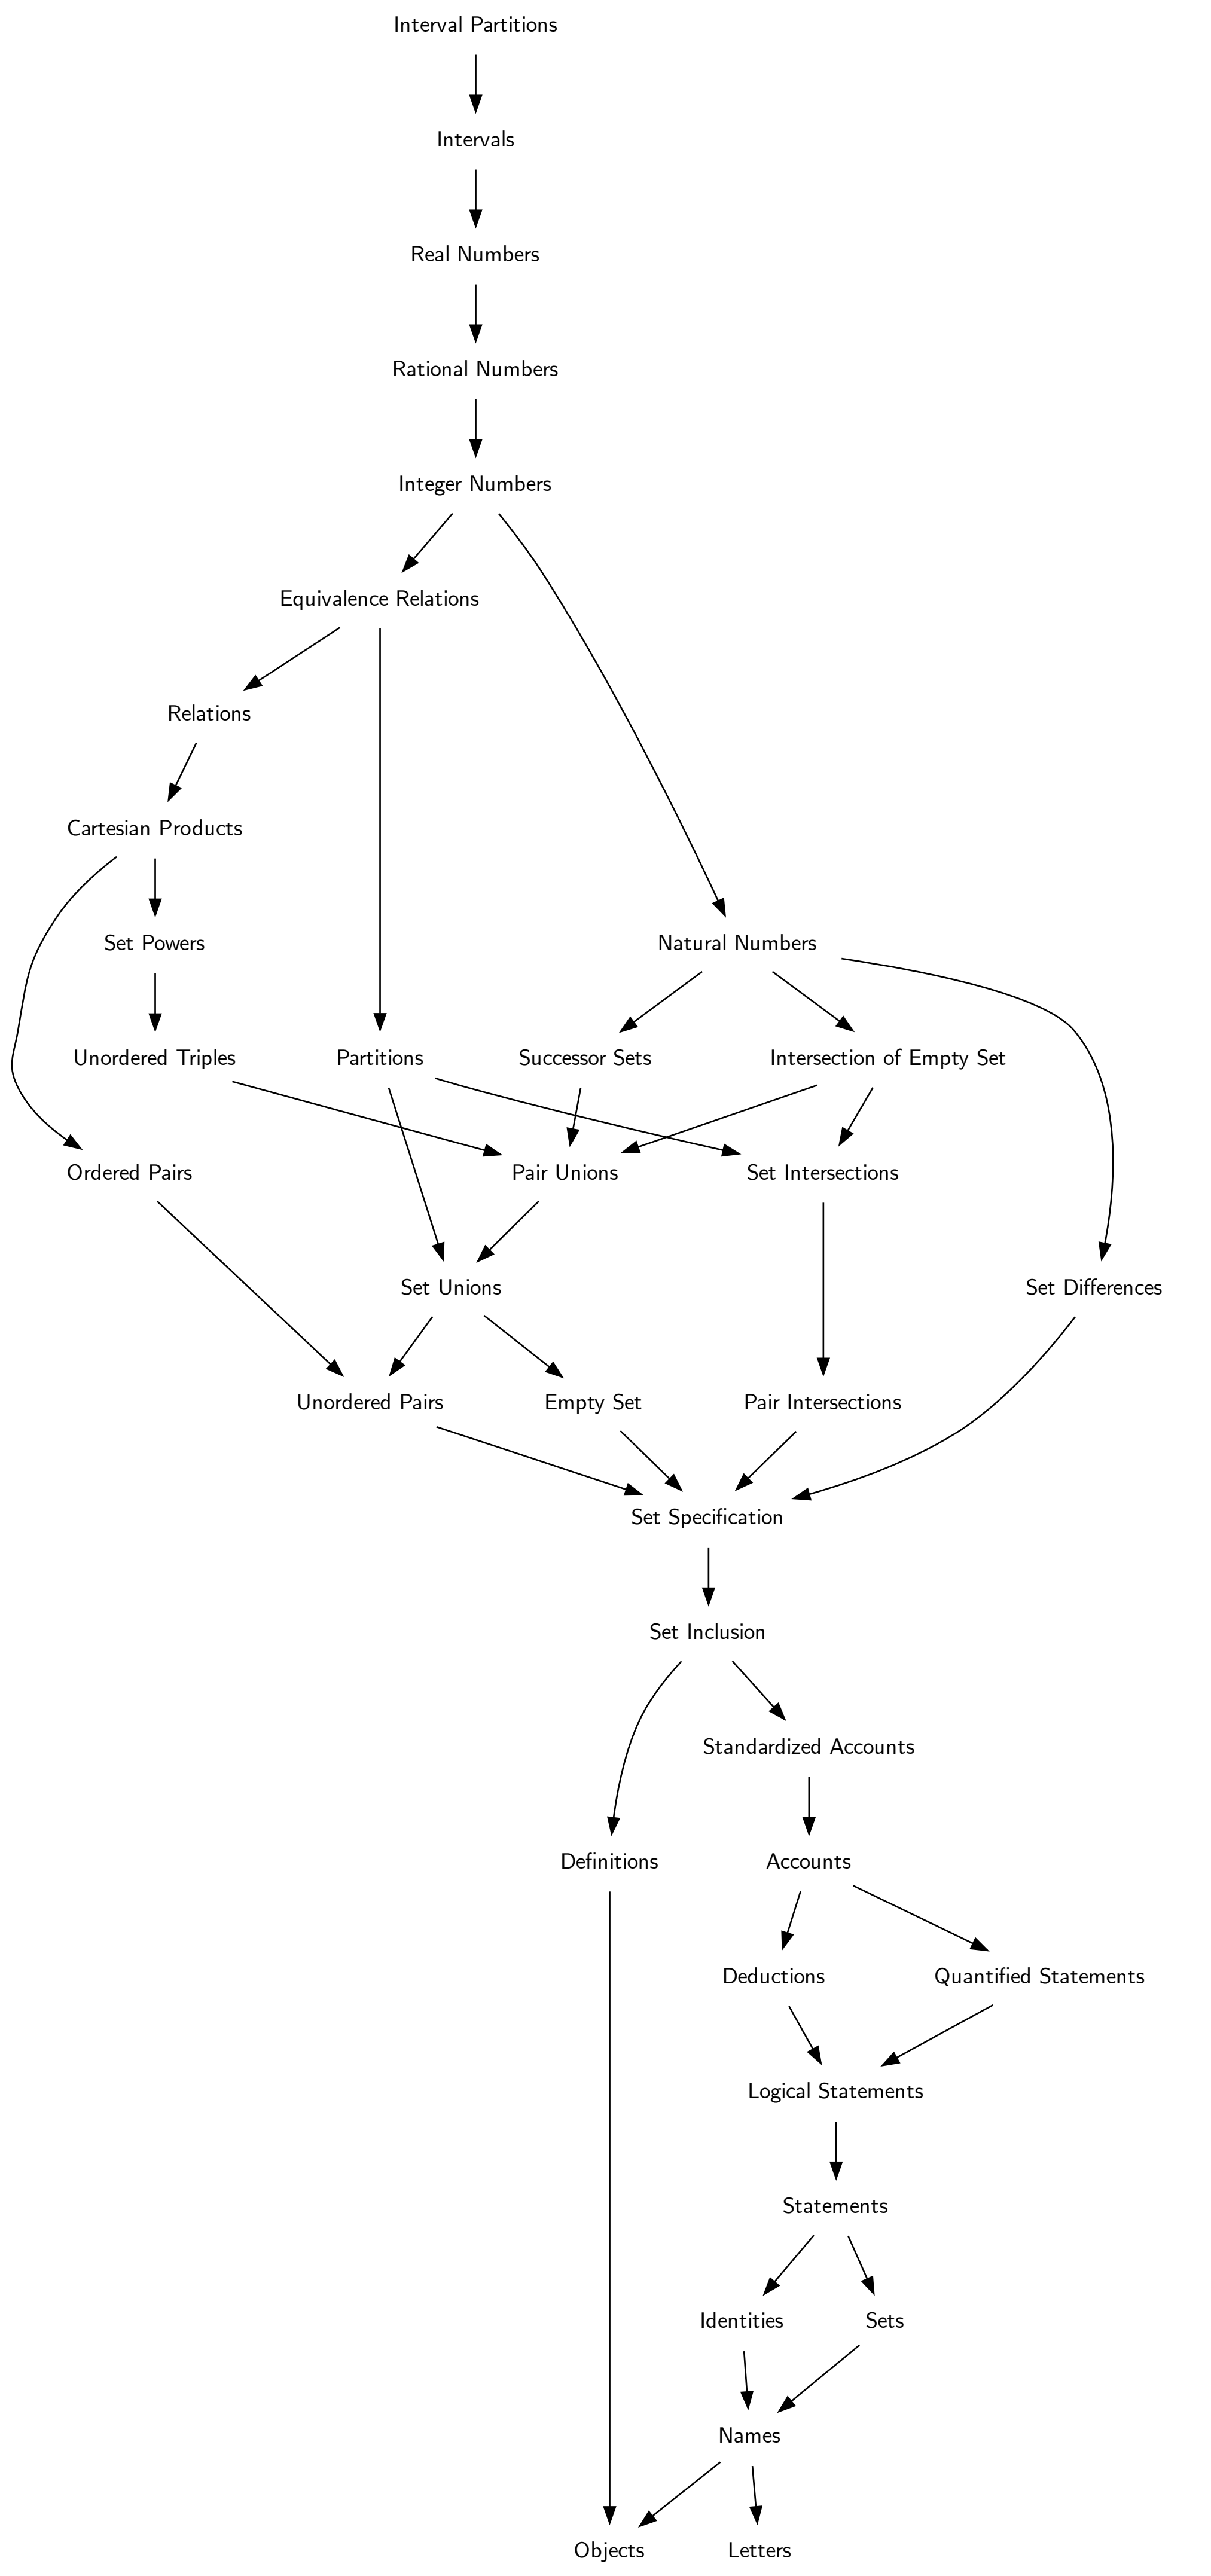 Interval Partitions
Intervals
Real Numbers
Rational Numbers
Integer Numbers
Equivalence Relations
Relations
Cartesian Products
Set Powers
Natural Numbers
Unordered Triples
Partitions
Successor Sets
Intersection of Empty Set
Ordered Pairs
Pair Unions
Set Intersections
Set Unions
Set Differences
Unordered Pairs
Empty Set
Pair Intersections
Set Specification
Set Inclusion
Standardized Accounts
Definitions
Accounts
Deductions
Quantified Statements
Logical Statements
Statements
Identities
Sets
Names
Objects
Letters